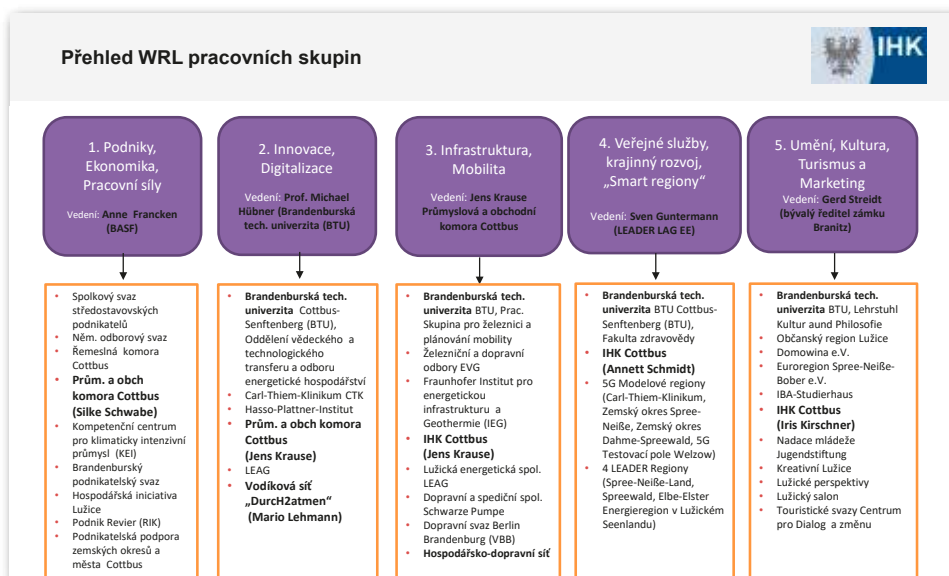 Přehled WRL pracovních skupin
IHK
1. Podniky,
Ekonomika,
Pracovní síly
Vedení: Anne Francken
(BASF)
2. Innovace,
Digitalizace
Vedení: Prof. Michael
Hübner (Brandenburská
tech. univerzita (BTU)
3. Infrastruktura,
Mobilita
Vedení: Jens Krause
Průmyslová a obchodní
komora Cottbus
4. Veřejné služby,
krajinný rozvoj,
„Smart regiony“
Vedení: Sven Guntermann
(LEADER LAG EE)
5. Umění, Kultura,
Turismus a
Marketing
Vedení: Gerd Streidt
(bývalý ředitel zámku
Branitz)
• Spolkový svaz
středostavovských
podnikatelů
• Něm. odborový svaz
• Řemeslná komora
Cottbus
• Prům. a obch
komora Cottbus
(Silke Schwabe)
• Kompetenční centrum
pro klimaticky intenzivní
průmysl (KEI)
• Brandenburský
podnikatelský svaz
• Hospodářská iniciativa
Lužice
• Podnik Revier (RIK)
• Podnikatelská podpora
zemských okresů a
města Cottbus
• Brandenburská tech.
univerzita Cottbus-
Senftenberg (BTU),
Oddělení vědeckého a
technologického
transferu a odboru
energetické hospodářství
• Carl-Thiem-Klinikum CTK
• Hasso-Plattner-Institut
• Prům. a obch komora
Cottbus
(Jens Krause)
• LEAG
• Vodíková síť
„DurcH2atmen“
(Mario Lehmann)
• Brandenburská tech.
univerzita BTU, Prac.
Skupina pro železnici a
plánování mobility
• Železniční a dopravní
odbory EVG
• Fraunhofer Institut pro
energetickou
infrastrukturu a
Geothermie (IEG)
• IHK Cottbus
(Jens Krause)
• Lužická energetická spol.
LEAG
• Dopravní a spediční spol.
Schwarze Pumpe
• Dopravní svaz Berlin
Brandenburg (VBB)
• Hospodářsko-dopravní síť
• Brandenburská tech.
univerzita BTU Cottbus-
Senftenberg (BTU),
Fakulta zdravovědy
• IHK Cottbus
(Annett Schmidt)
• 5G Modelové regiony
(Carl-Thiem-Klinikum,
Zemský okres Spree-
Neiße, Zemský okres
Dahme-Spreewald, 5G
Testovací pole Welzow)
• 4 LEADER Regiony
(Spree-Neiße-Land,
Spreewald, Elbe-Elster
Energieregion v Lužickém
Seenlandu)
• Brandenburská tech.
univerzita BTU, Lehrstuhl
Kultur aund Philosofie
• Občanský region Lužice
• Domowina e.V.
• Euroregion Spree-Neiße-
Bober e.V.
• IBA-Studierhaus
• IHK Cottbus
(Iris Kirschner)
• Nadace mládeže
Jugendstiftung
• Kreativní Lužice
• Lužické perspektivy
• Lužický salon
• Touristické svazy Centrum
pro Dialog a změnu